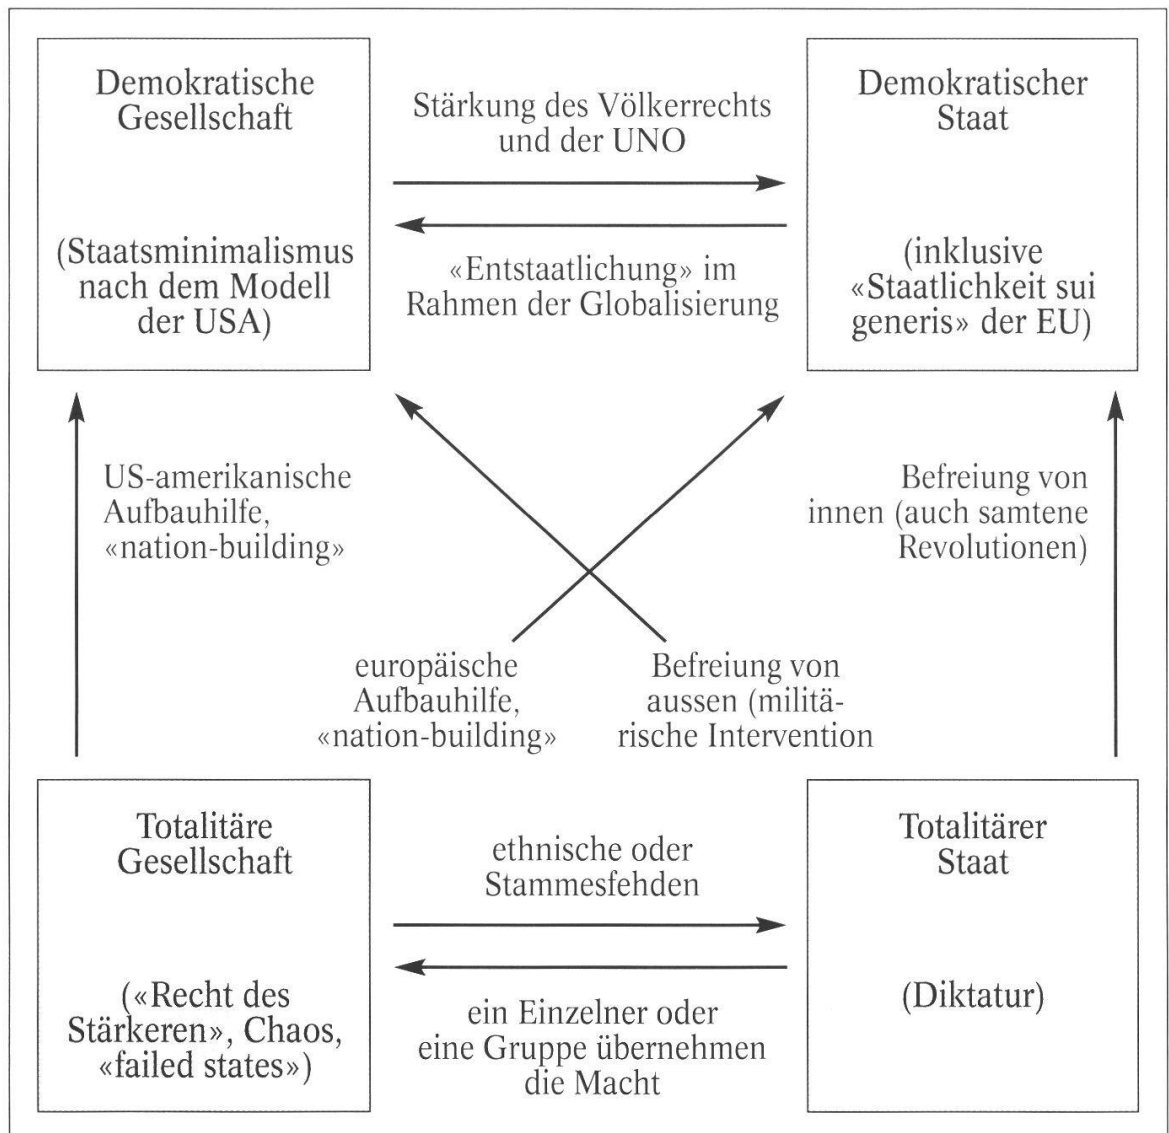 Demokratische
Gesellschaft
(Staatsminimalismus
nach dem Modell
der USA)
Stärkung des Völkerrechts
und der UNO
«Entstaatlichung» im
Rahmen der Globalisierung
Demokratischer
Staat
(inklusive
«Staatlichkeit sui
generis» der EU)
US-amerikanische
Aufbauhilfe,
«nation-building»
Befreiung von
innen (auch samtene
Revolutionen)
europäische
Aufbauhilfe,
«nation-building»
Befreiung von
aussen (militä-
rische Intervention
Totalitäre
Gesellschaft
(«Recht des
Stärkeren», Chaos,
«failed states»)
ethnische oder
Stammesfehden
ein Einzelner oder
eine Gruppe übernehmen
die Macht
Totalitärer
Staat
(Diktatur)